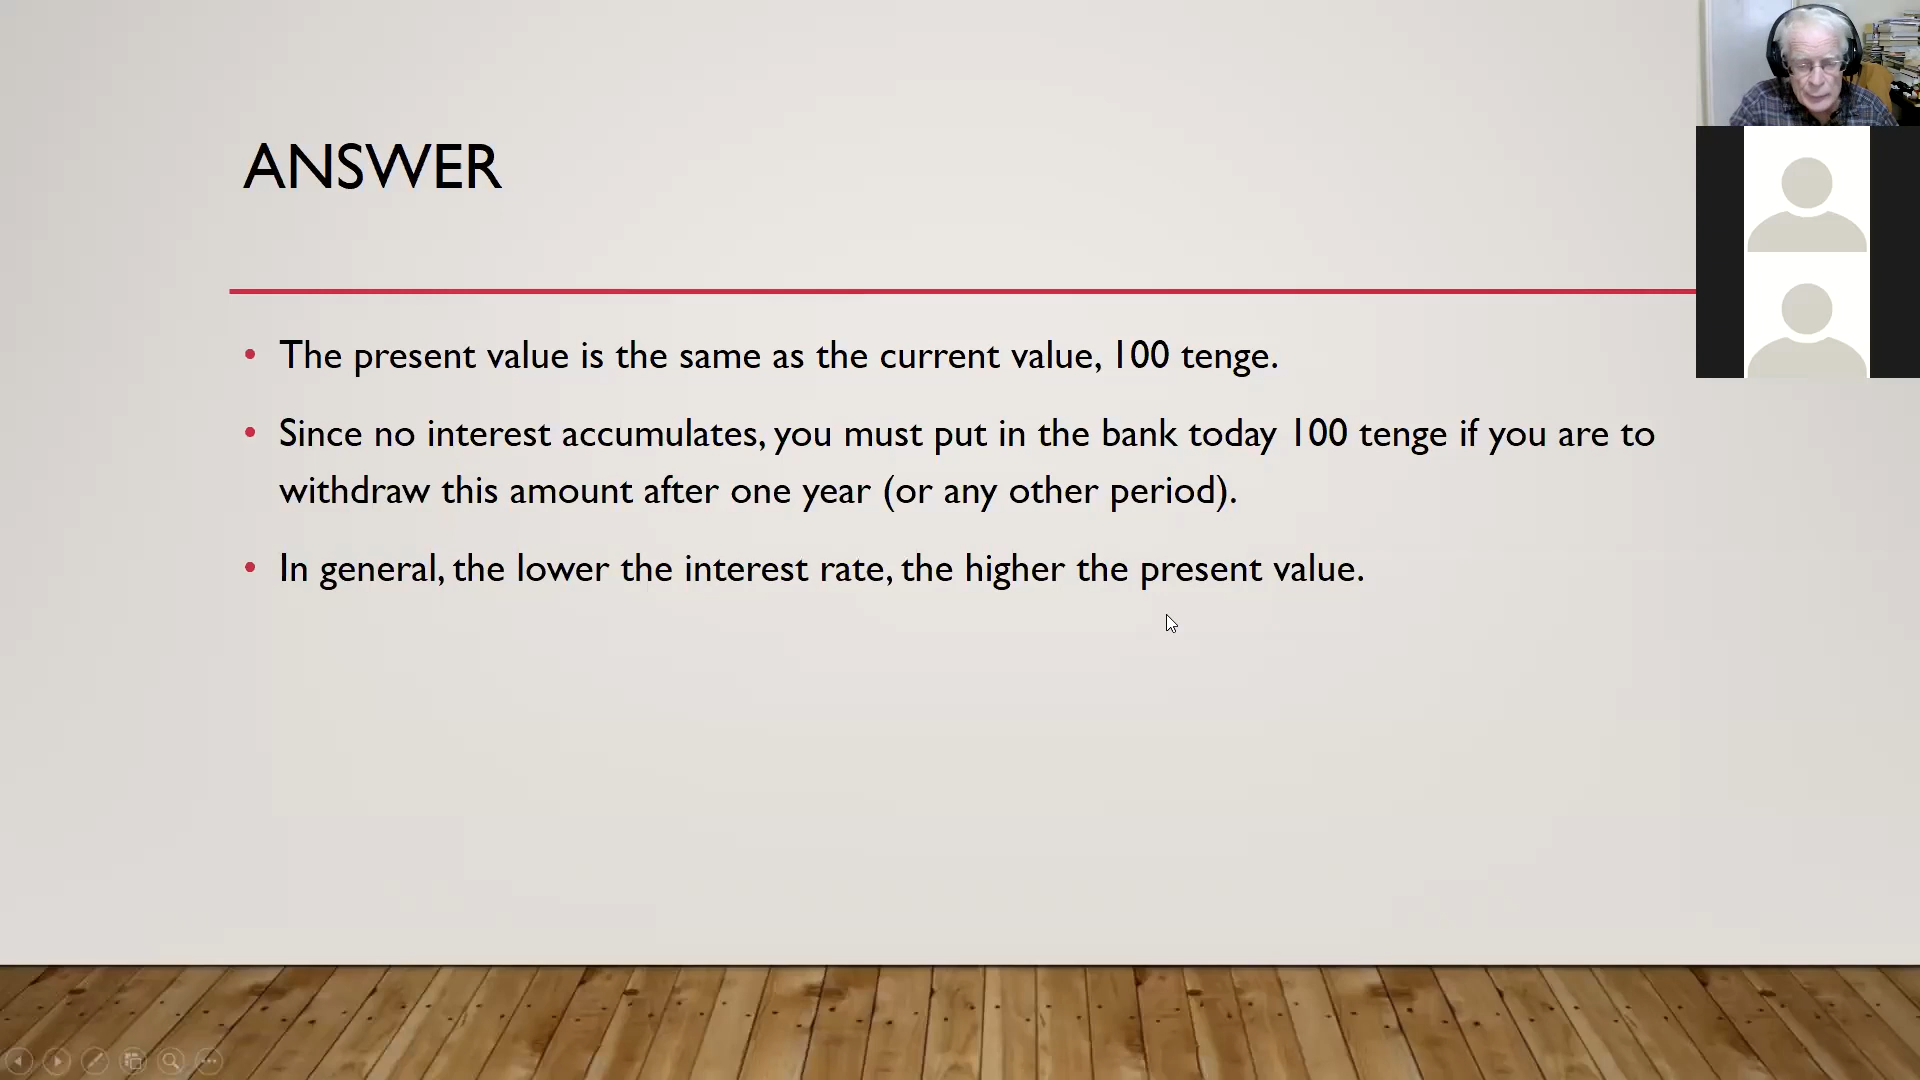 ANSWER
• The present value is the same as the current value, 100 tenge.
• Since no interest accumulates, you must put in the bank today 100 tenge if you are to
withdraw this amount after one year (or any other period).
• In general, the lower the interest rate, the higher the present value.